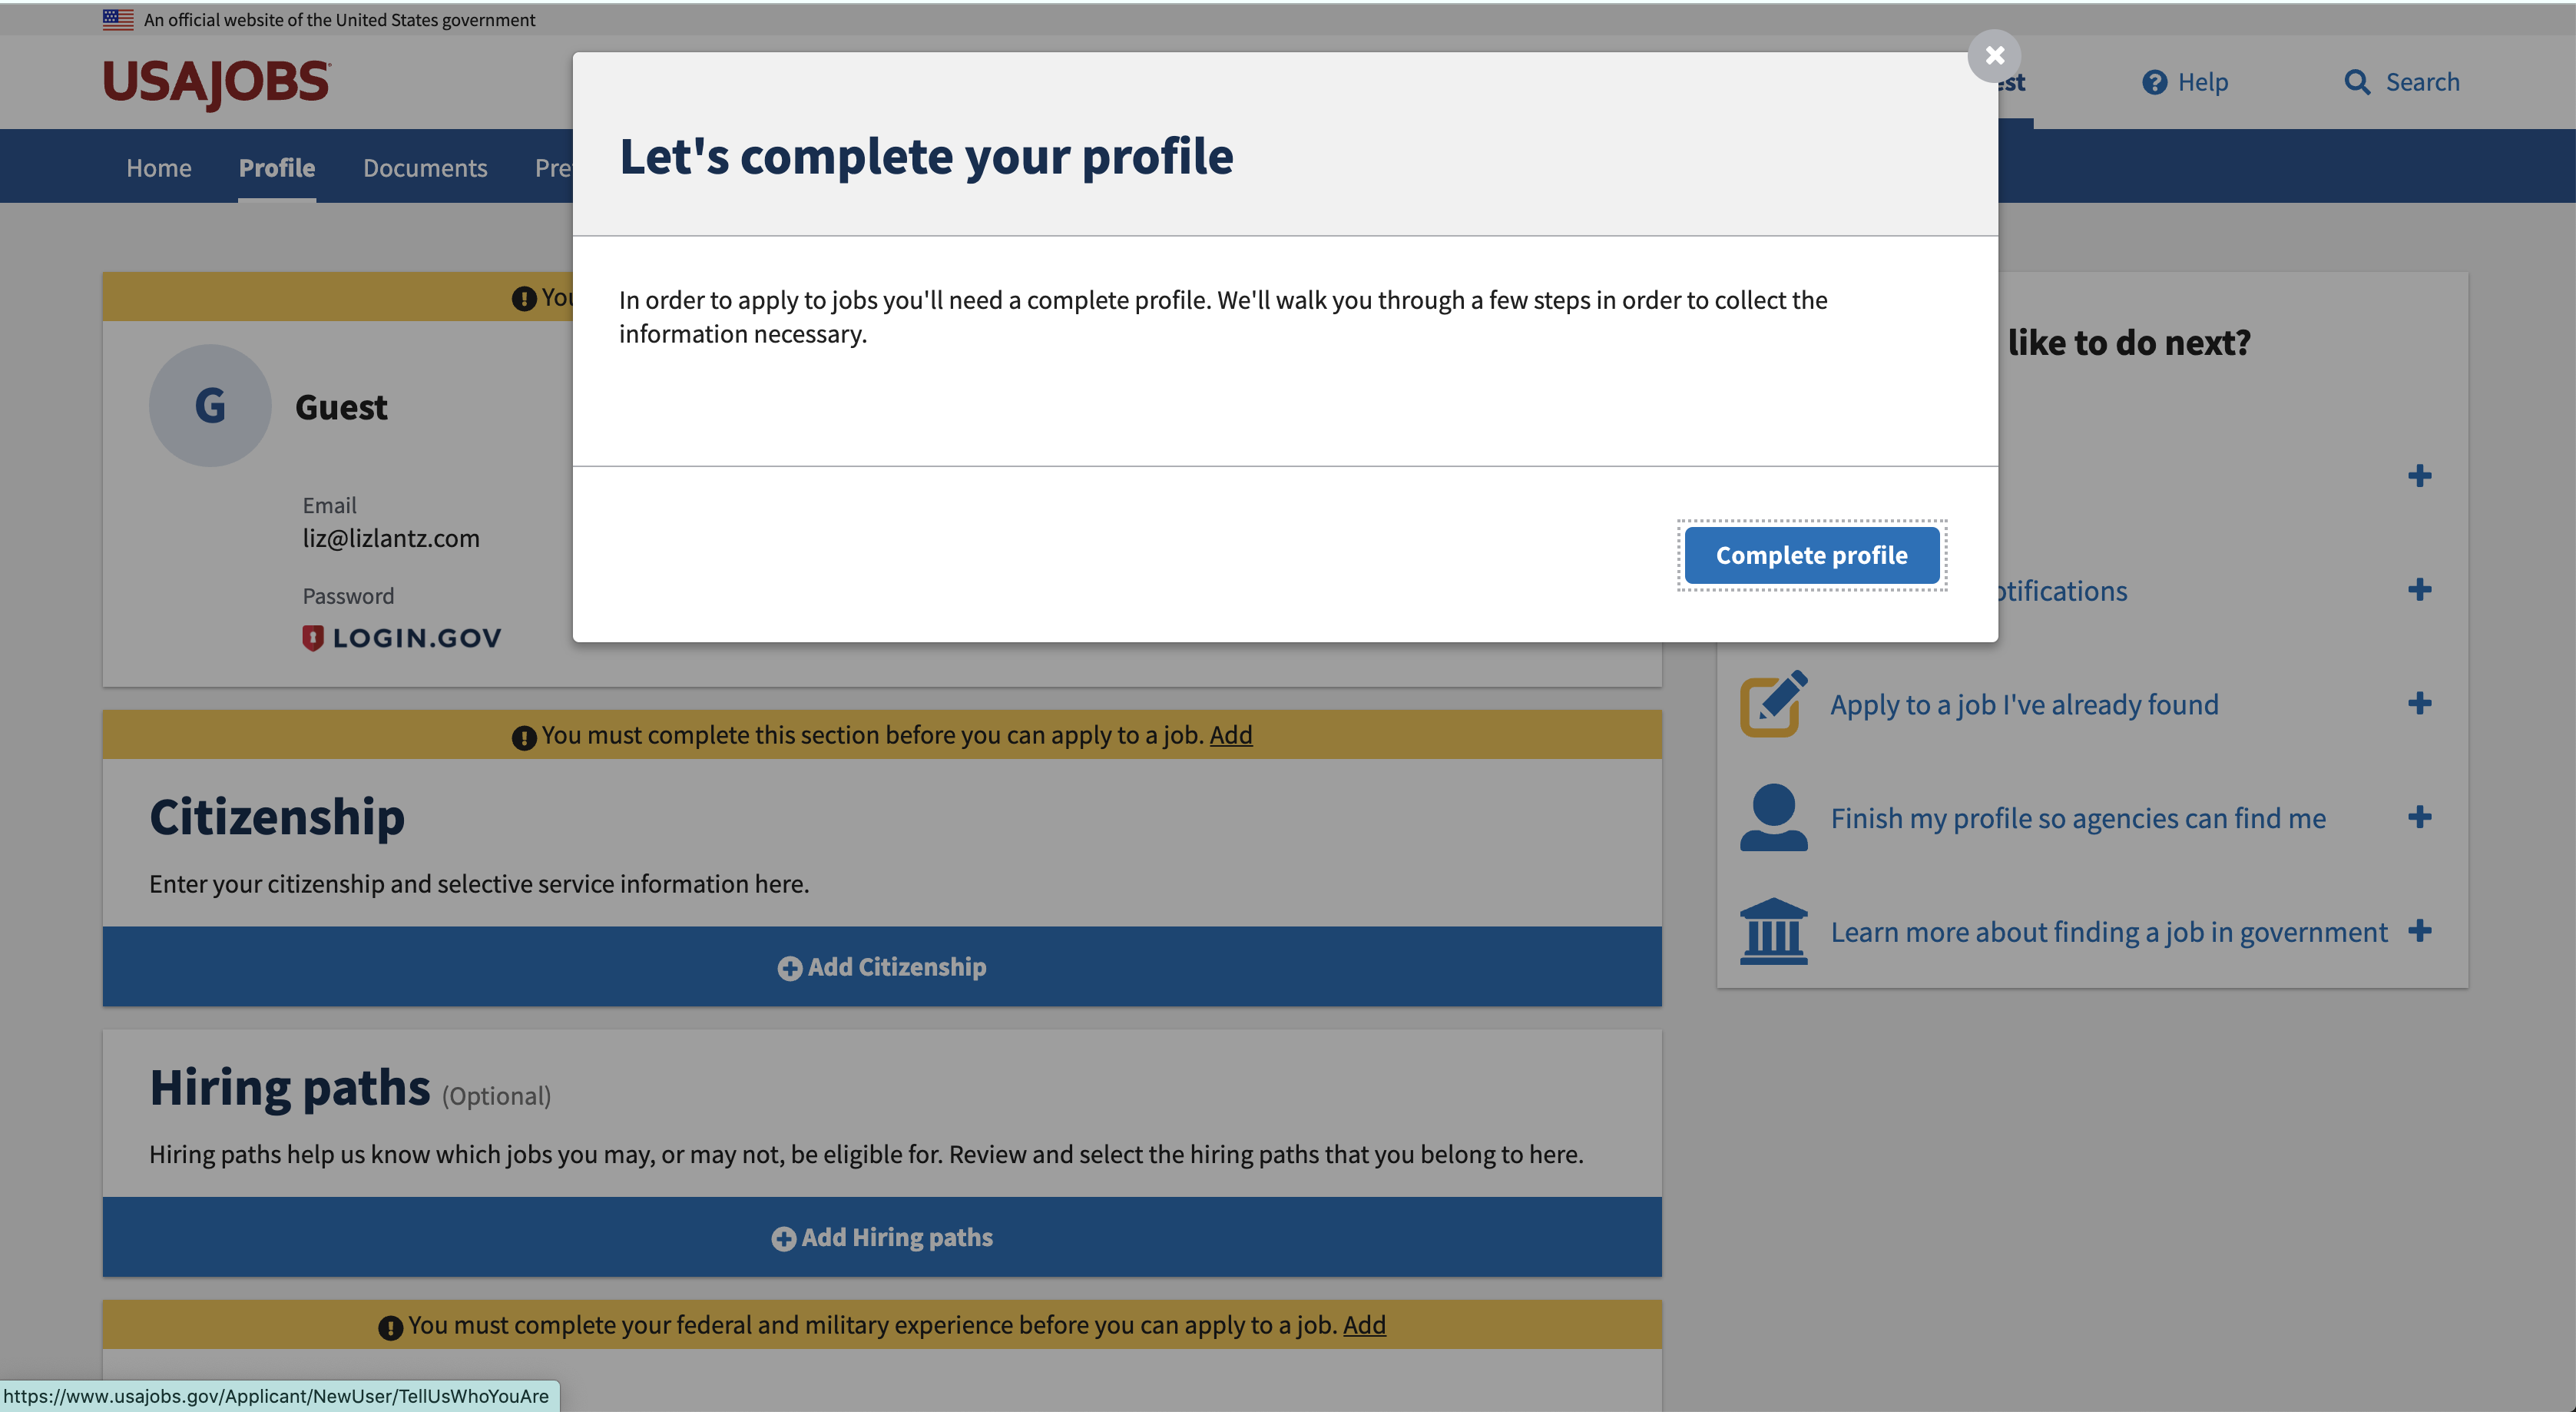 An official website of the United States government
USAJOBS
Help
Search
Home
Profile
Documents
Let's complete your profile
In order to apply to jobs you'll need a complete profile. We'll walk you through a few steps in order to collect the
information necessary.
Complete profile
G
Guest
Email
liz@lizlantz.com
Password
LOGIN.GOV
You must complete this section before you can apply to a job. Add
Citizenship
Enter your citizenship and selective service information here.
Add Citizenship
Hiring paths (Optional)
Hiring paths help us know which jobs you may, or may not, be eligible for. Review and select the hiring paths that you belong to here.
Add Hiring paths
You must complete your federal and military experience before you can apply to a job. Add
like to do next?
Apply to a job I've already found
Finish my profile so agencies can find me
Learn more about finding a job in government
https://www.usajobs.gov/Applicant/NewUser/TellUsWhoYouAre